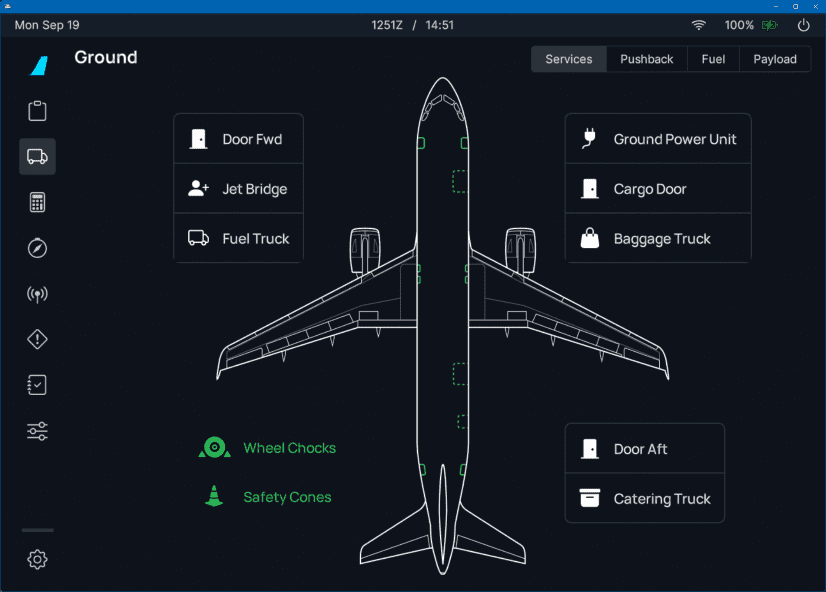 Mon Sep 19
1251Z / 14:51
100%
Ground
Services
Pushback
Fuel
Payload
Door Fwd
Jet Bridge
Fuel Truck
Ground Power Unit
Cargo Door
Baggage Truck
Wheel Chocks
Safety Cones
Door Aft
Catering Truck